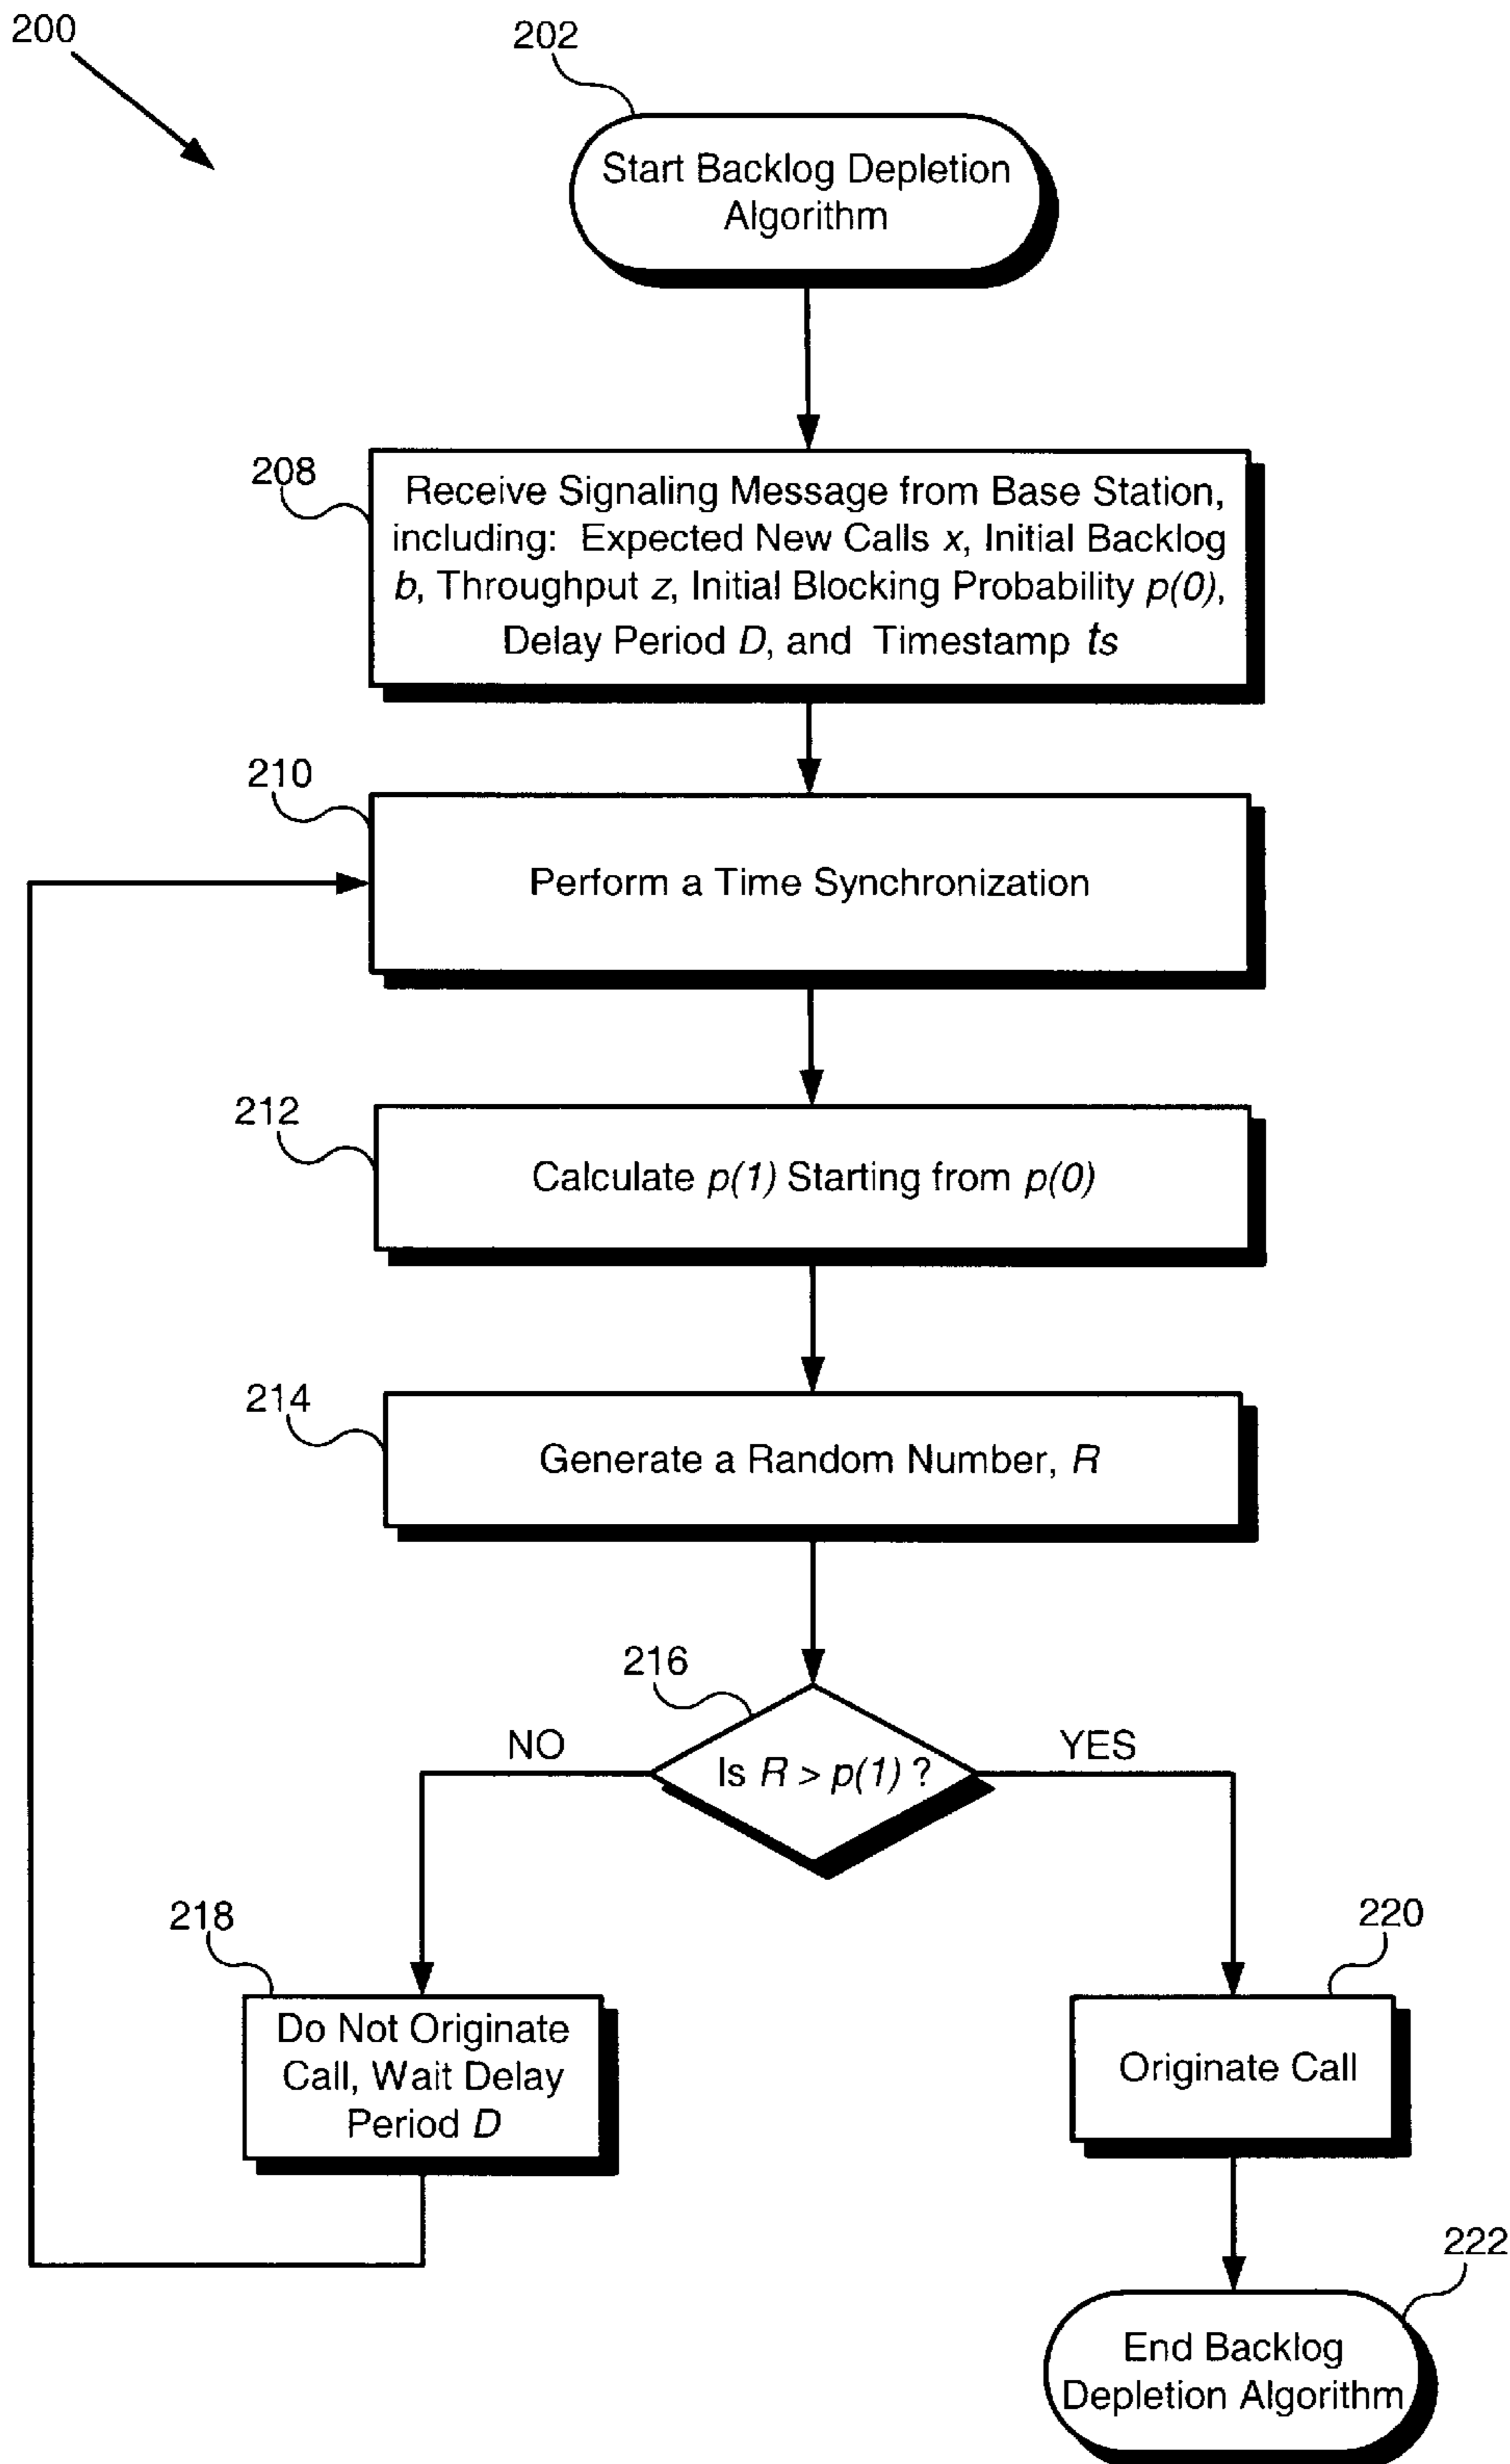 200
202
Start Backlog Depletion
Algorithm
208
Receive Signaling Message from Base Station,
including: Expected New Calls x, Initial Backlog
b, Throughput z, Initial Blocking Probability p(0),
Delay Period D, and Timestamp ts
210
Perform a Time Synchronization
212
Calculate p(1) Starting from p(0)
214
Generate a Random Number, R
216
NO
YES
Is R > p(1) ?
218
220
Do Not Originate
Call, Wait Delay
Period D
Originate Call
222
End Backlog
Depletion Algorithm